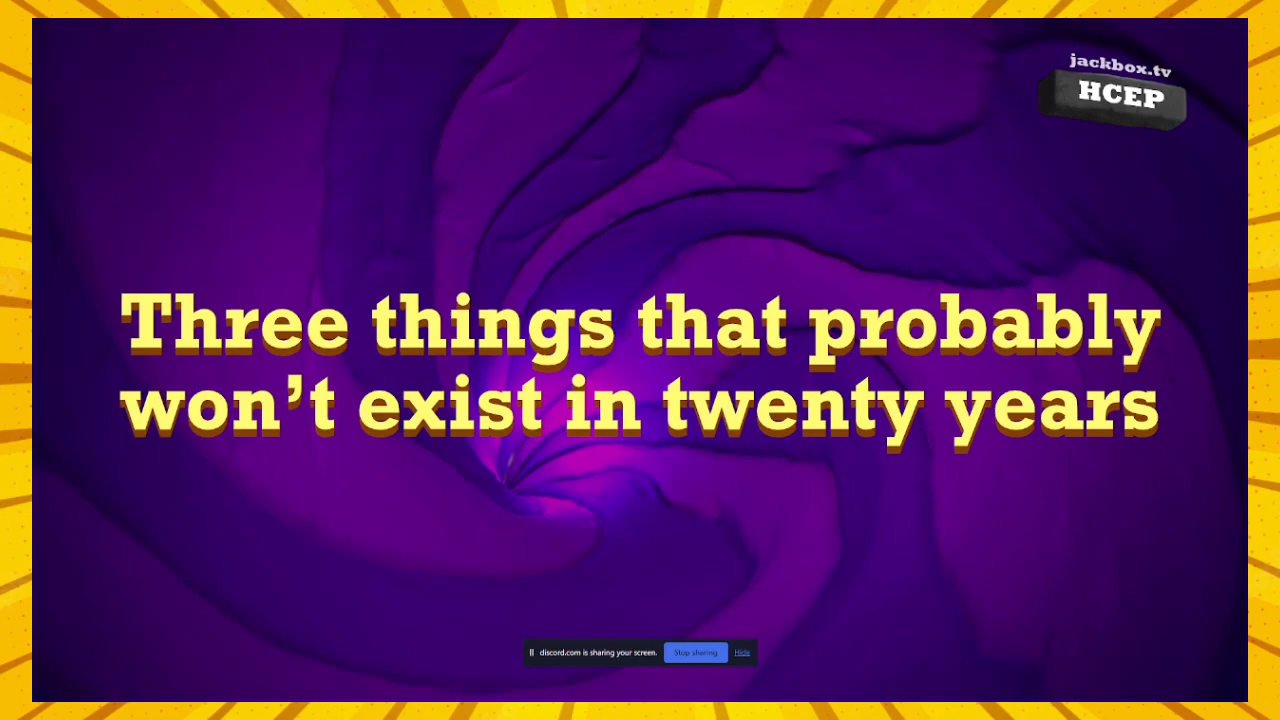 jackbox.tv
HCEP
Three things that probably
won't exist in twenty years
discord.com is sharing your screen. Stop sharing Hide